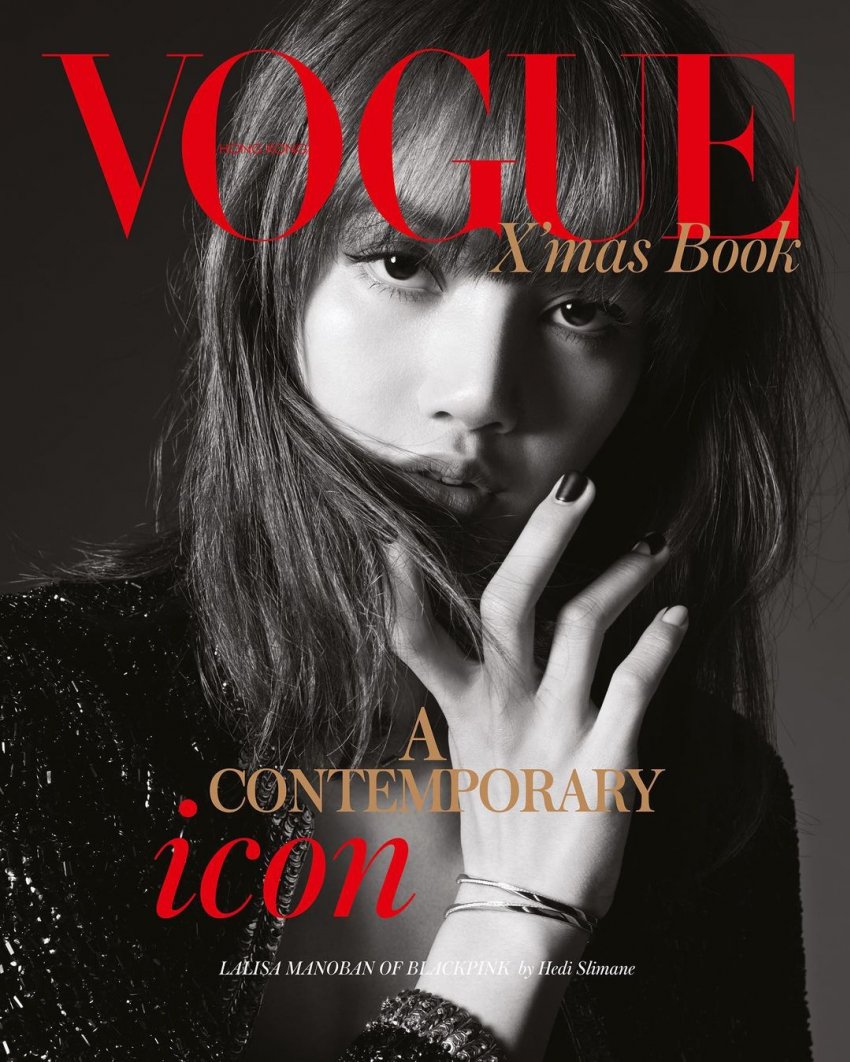 VOGUE
HONG KONG
X'mas Book
A
CONTEMPORARY
icon
LALISA MANOBAN OF BLACKPINK by Hedi Slimane